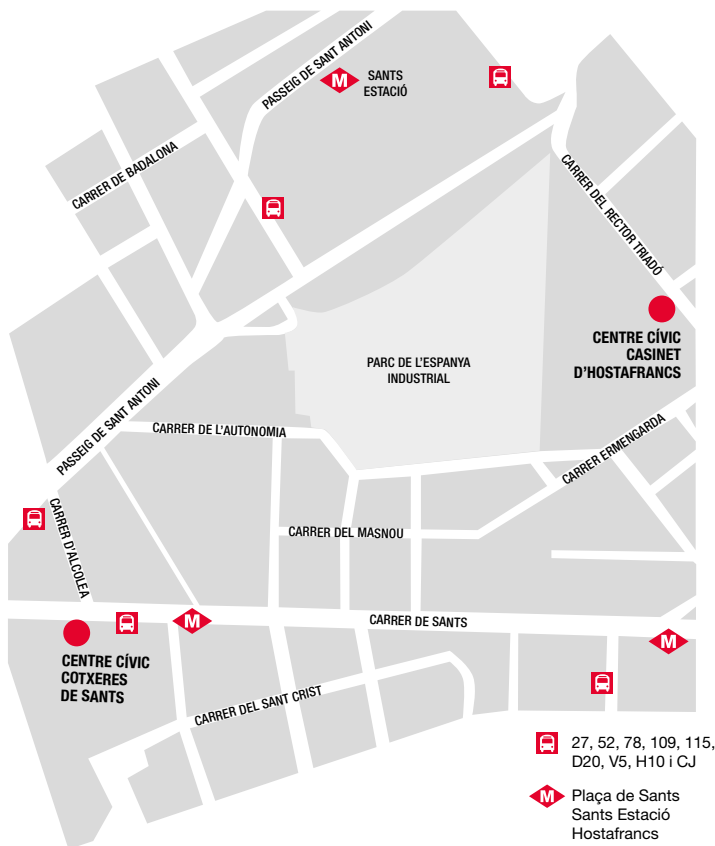 PASSEIG DE SANT ANTONI
M
SANTS
ESTACIÓ
CARRER DE BADALONA
CARRER DEL RECTOR TRIADÓ
CENTRE CÍVIC
CASINET
D'HOSTAFRANCS
PARC DE L'ESPANYA
INDUSTRIAL
PASSEIG DE SANT ANTONI
CARRER DE L'AUTONOMIA
CARRER ERMENGARDA
CARRER D'ALCOLEA
CARRER DEL MASNOU
M
CARRER DE SANTS
M
CENTRE CÍVIC
COTXERES
DE SANTS
CARRER DEL SANT CRIST
27, 52, 78, 109, 115,
D20, V5, H10 i CJ
M
Plaça de Sants
Sants Estació
Hostafrancs